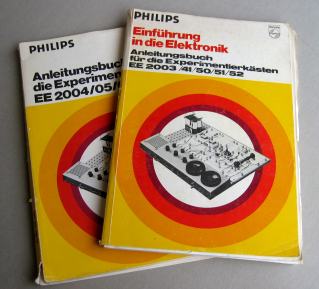 PHILIPS
Anleitungsbuch
die Experimen
EE 2004/05/
PHILIPS
Einführung
in die Elektronik
Anleitungsbuch
für die Experimentierkästen
EE 2003 /41/50/51/52